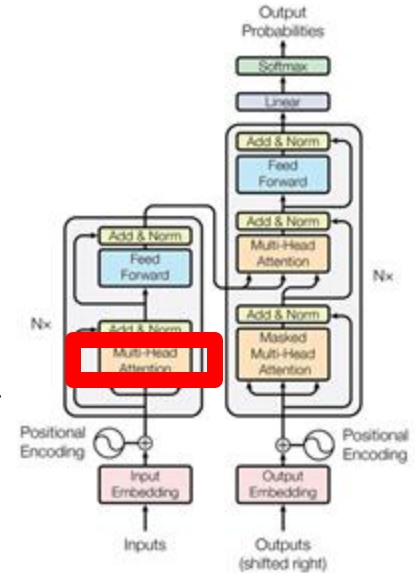 Output
Probabilities
Softmax
Linear
Add & Norm
Feed
Forward
Add & Norm
Multi-Head
Attention
Add & Norm
Masked
Multi-Head
Attention
Nx
Add & Norm
Feed
Forward
Add & Norm
Multi-Head
Attention
Nx
Positional
Encoding
Positional
Encoding
Input
Embedding
Output
Embedding
Inputs
Outputs
(shifted right)